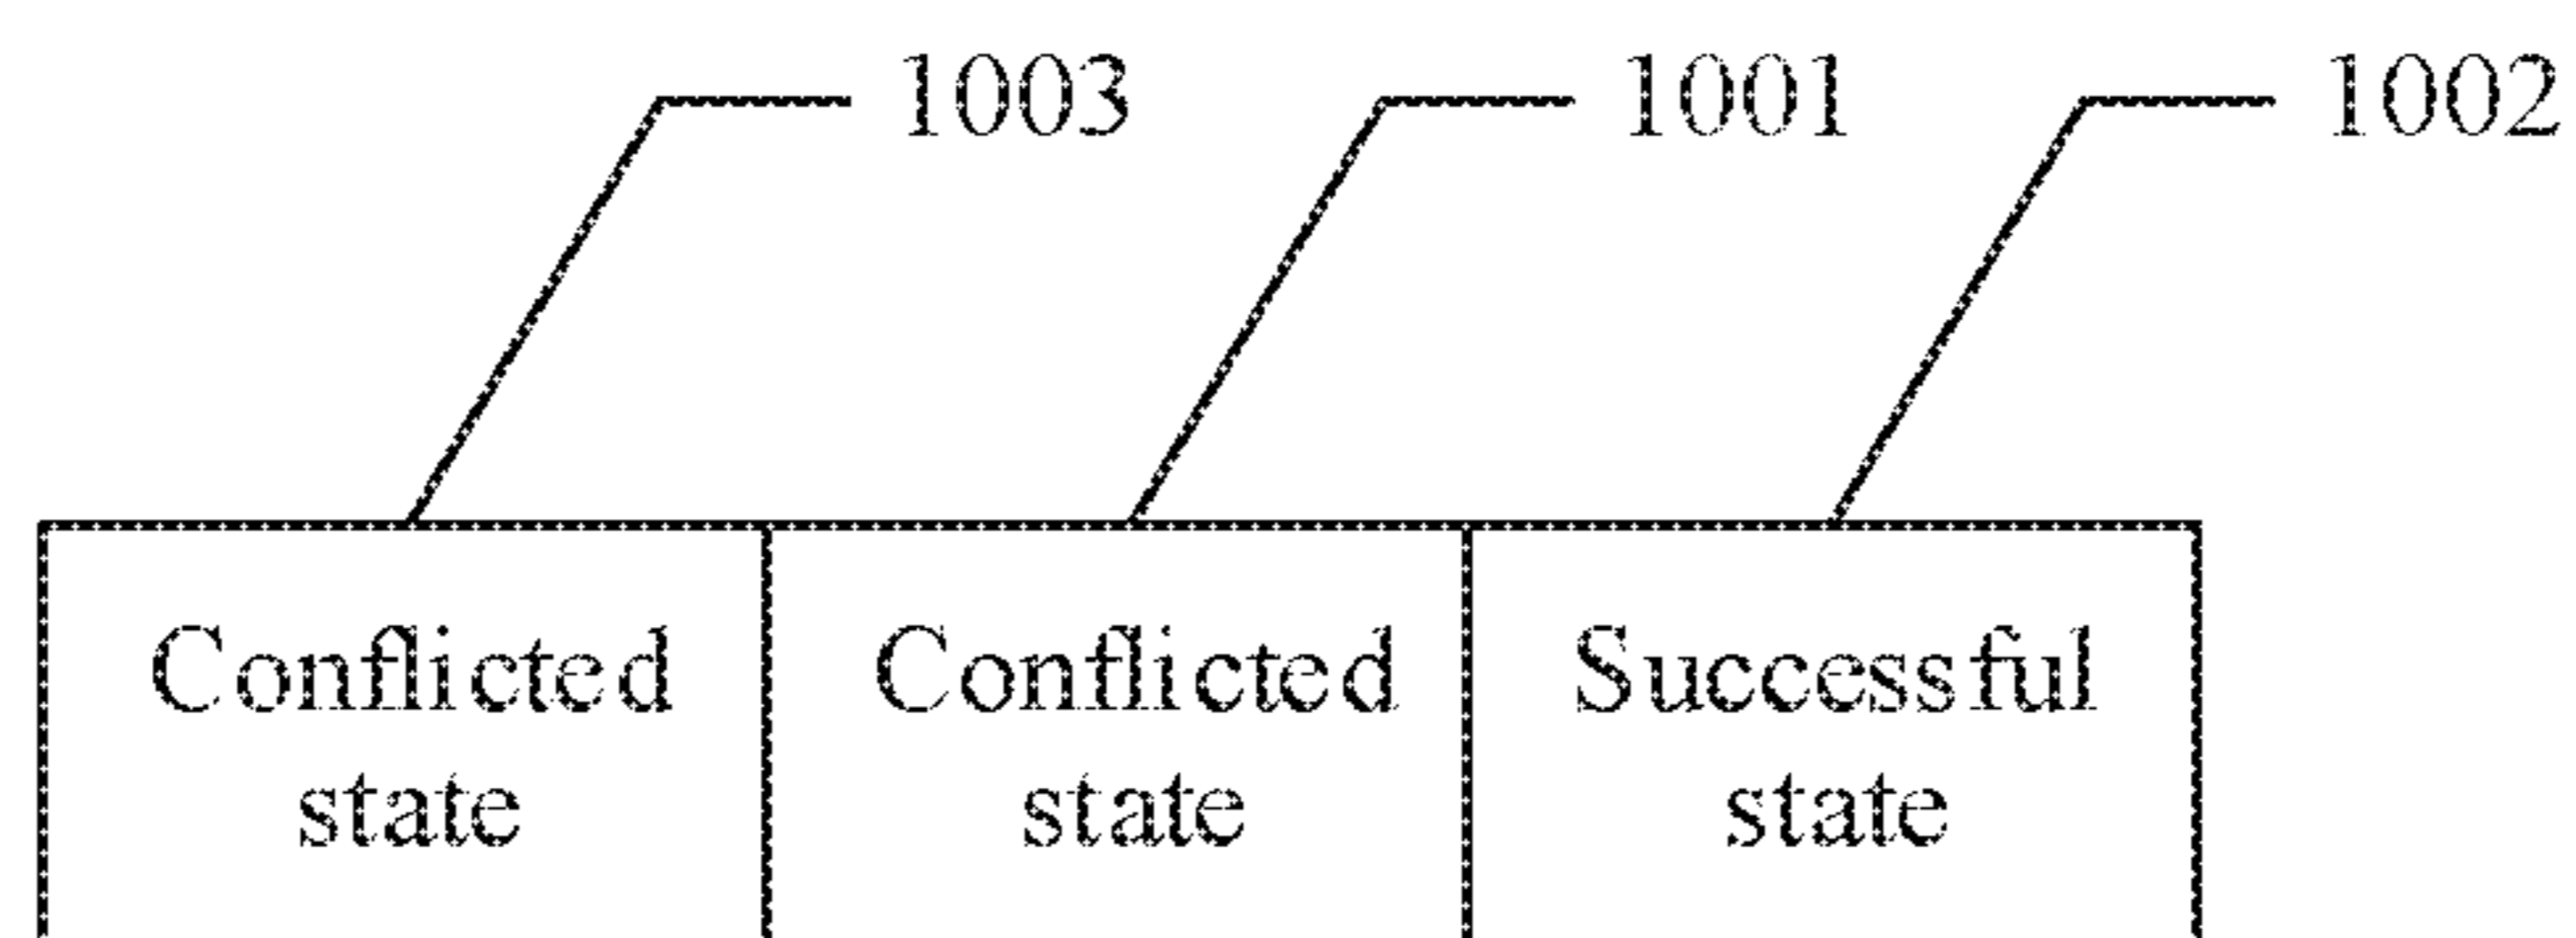 1003 1001 1002
Conflicted Conflicted Successful
state state state